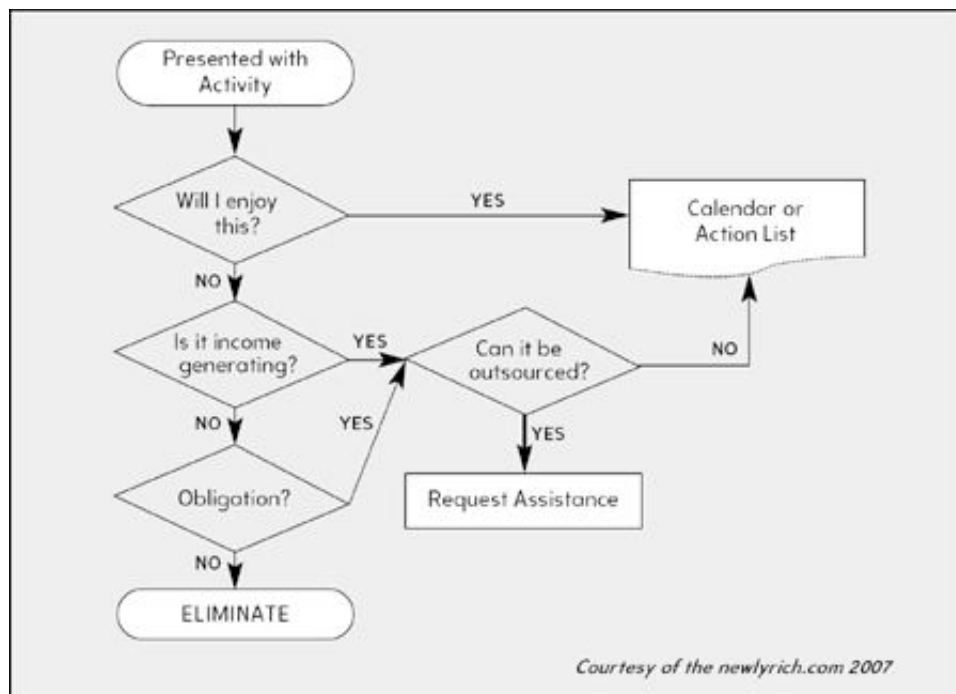 Presented with
Activity
Will I enjoy
this?
YES
Calendar or
Action List
NO
Is it income
generating?
YES
Can it be
outsourced?
NO
NO
YES
YES
Obligation?
Request Assistance
NO
ELIMINATE
Courtesy of the newlyrich.com 2007